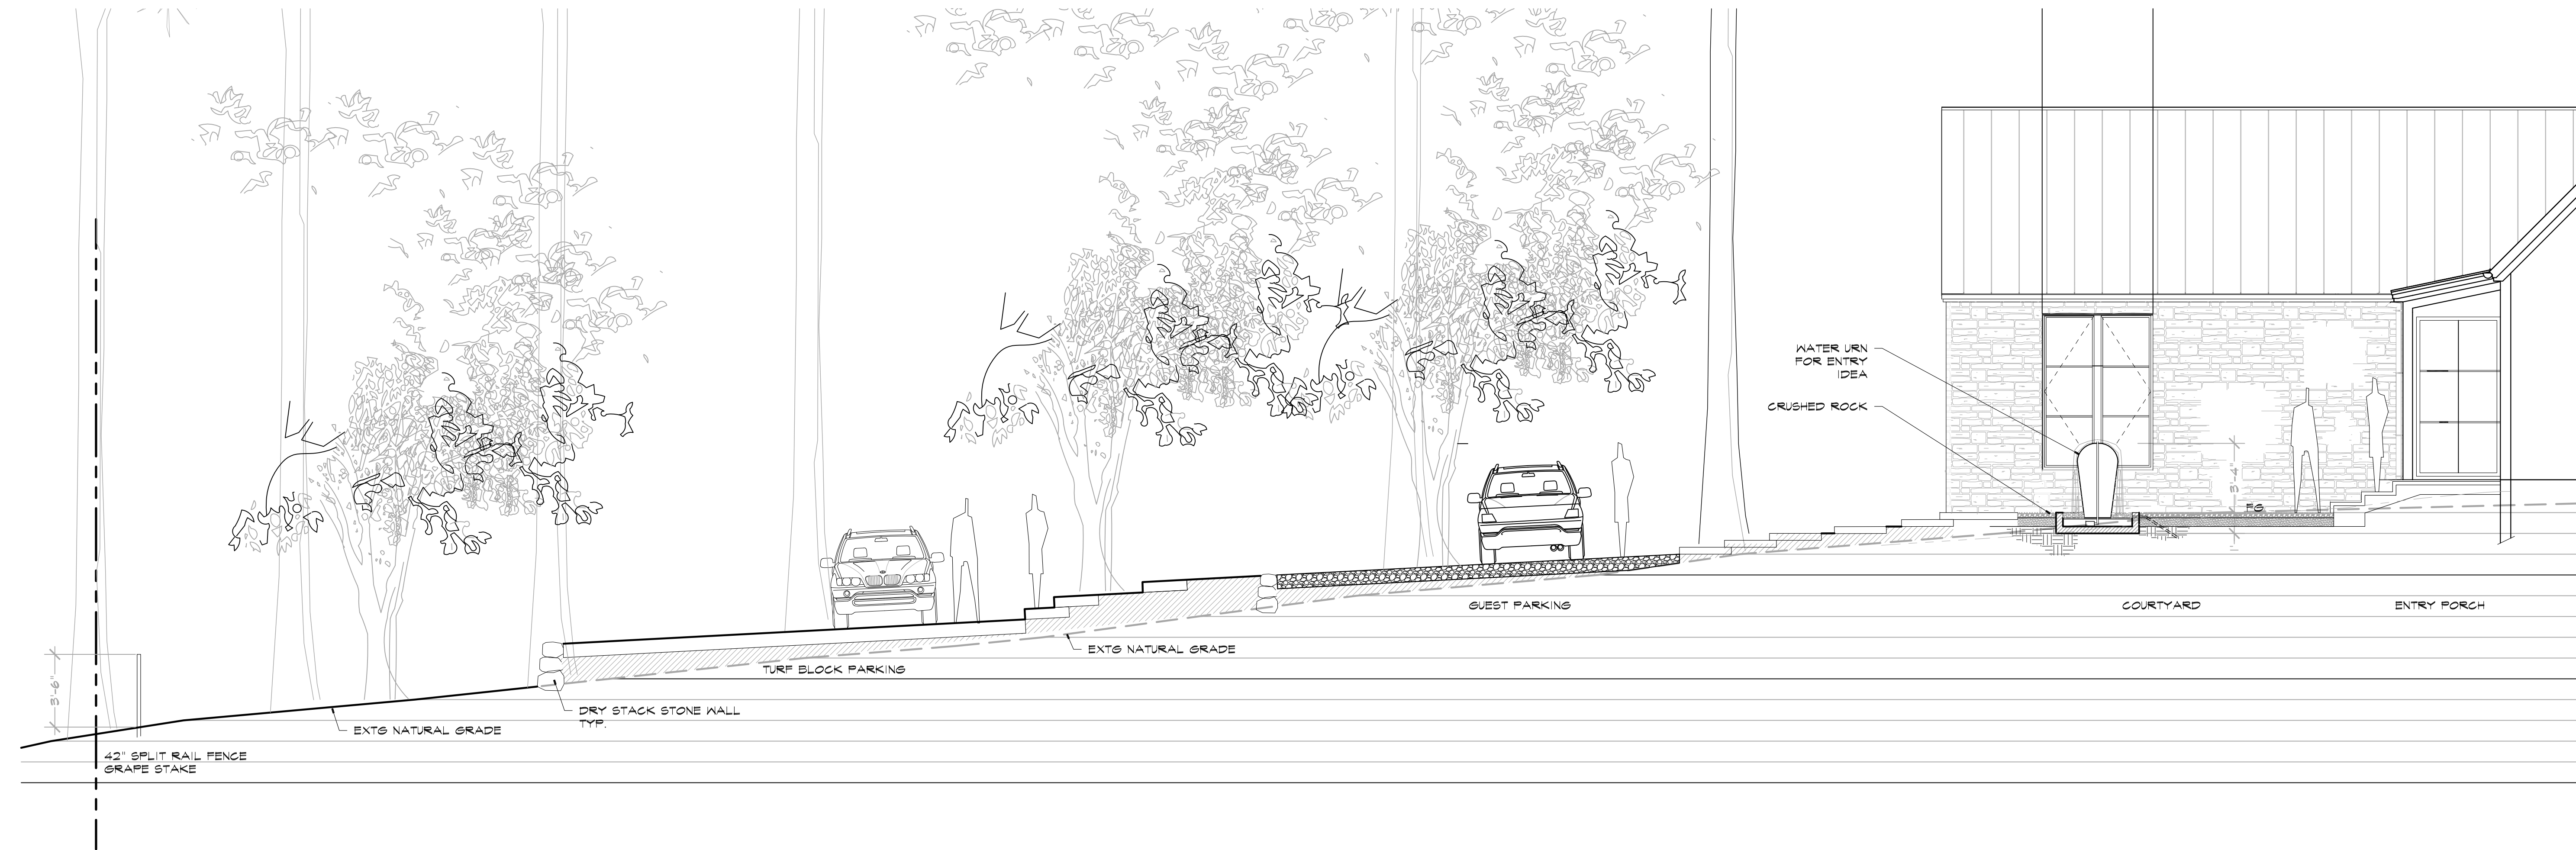 WATER URN
FOR ENTRY
IDEA
CRUSHED ROCK
3'-4"
FG
GUEST PARKING
COURTYARD
ENTRY PORCH
EXTG NATURAL GRADE
TURF BLOCK PARKING
3'-6"
DRY STACK STONE WALL
TYP.
EXTG NATURAL GRADE
42" SPLIT RAIL FENCE
GRAPE STAKE